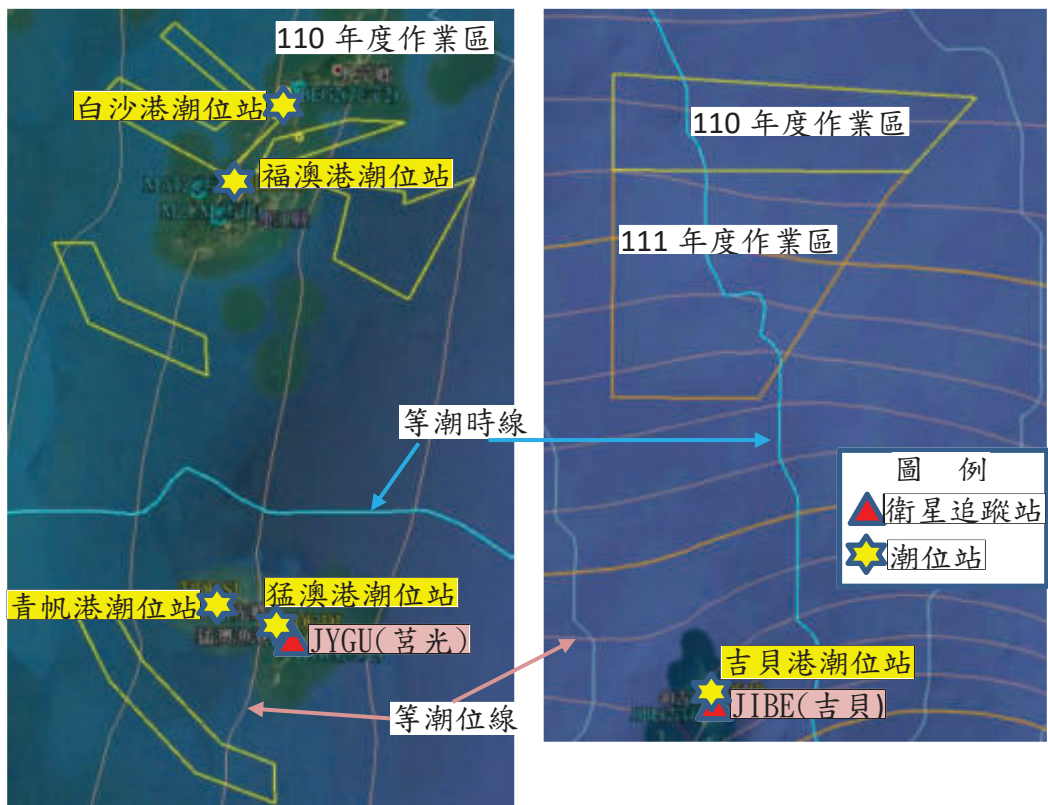 110 年度作業區
白沙港潮位站
福澳港潮位站
等潮時線
青帆港潮位站
猛澳港潮位站
JYGU(莒光)
等潮位線
110 年度作業區
111 年度作業區
圖 例
衛星追蹤站
潮位站
吉貝港潮位站
JIBE(吉貝)